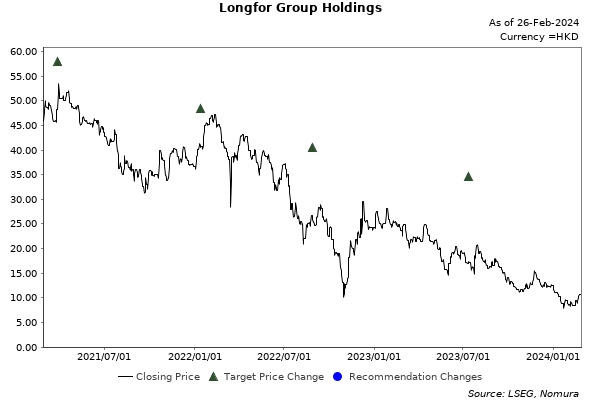 Longfor Group Holdings
As of 26-Feb-2024
Currency =HKD
60.00
55.00
50.00
45.00
40.00
35.00
30.00
25.00
20.00
15.00
10.00
5.00
0.00
2021/07/01 2022/01/01 2022/07/01 2023/01/01 2023/07/01 2024/01/01
Closing Price Target Price Change Recommendation Changes
Source: LSEG, Nomura